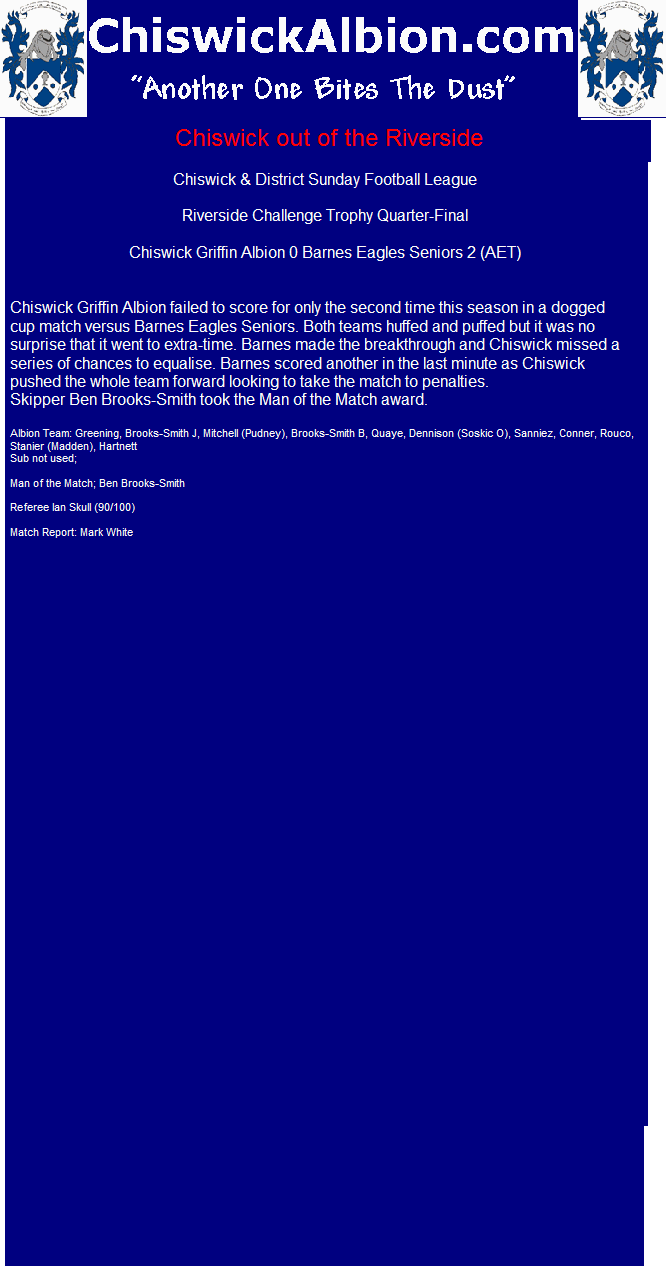 ChiswickAlbion.com
"Another One Bites The Dust"
Chiswick out of the Riverside
Chiswick & District Sunday Football League
Riverside Challenge Trophy Quarter-Final
Chiswick Griffin Albion 0 Barnes Eagles Seniors 2 (AET)
Chiswick Griffin Albion failed to score for only the second time this season in a dogged
cup match versus Barnes Eagles Seniors. Both teams huffed and puffed but it was no
surprise that it went to extra-time. Barnes made the breakthrough and Chiswick missed a
series of chances to equalise. Barnes scored another in the last minute as Chiswick
pushed the whole team forward looking to take the match to penalties.
Skipper Ben Brooks-Smith took the Man of the Match award.
Albion Team: Greening, Brooks-Smith J, Mitchell (Pudney), Brooks-Smith B, Quaye, Dennison (Soskic O), Sanniez, Conner, Rouco,
Stanier (Madden), Hartnett
Sub not used;
Man of the Match; Ben Brooks-Smith
Referee Ian Skull (90/100)
Match Report: Mark White